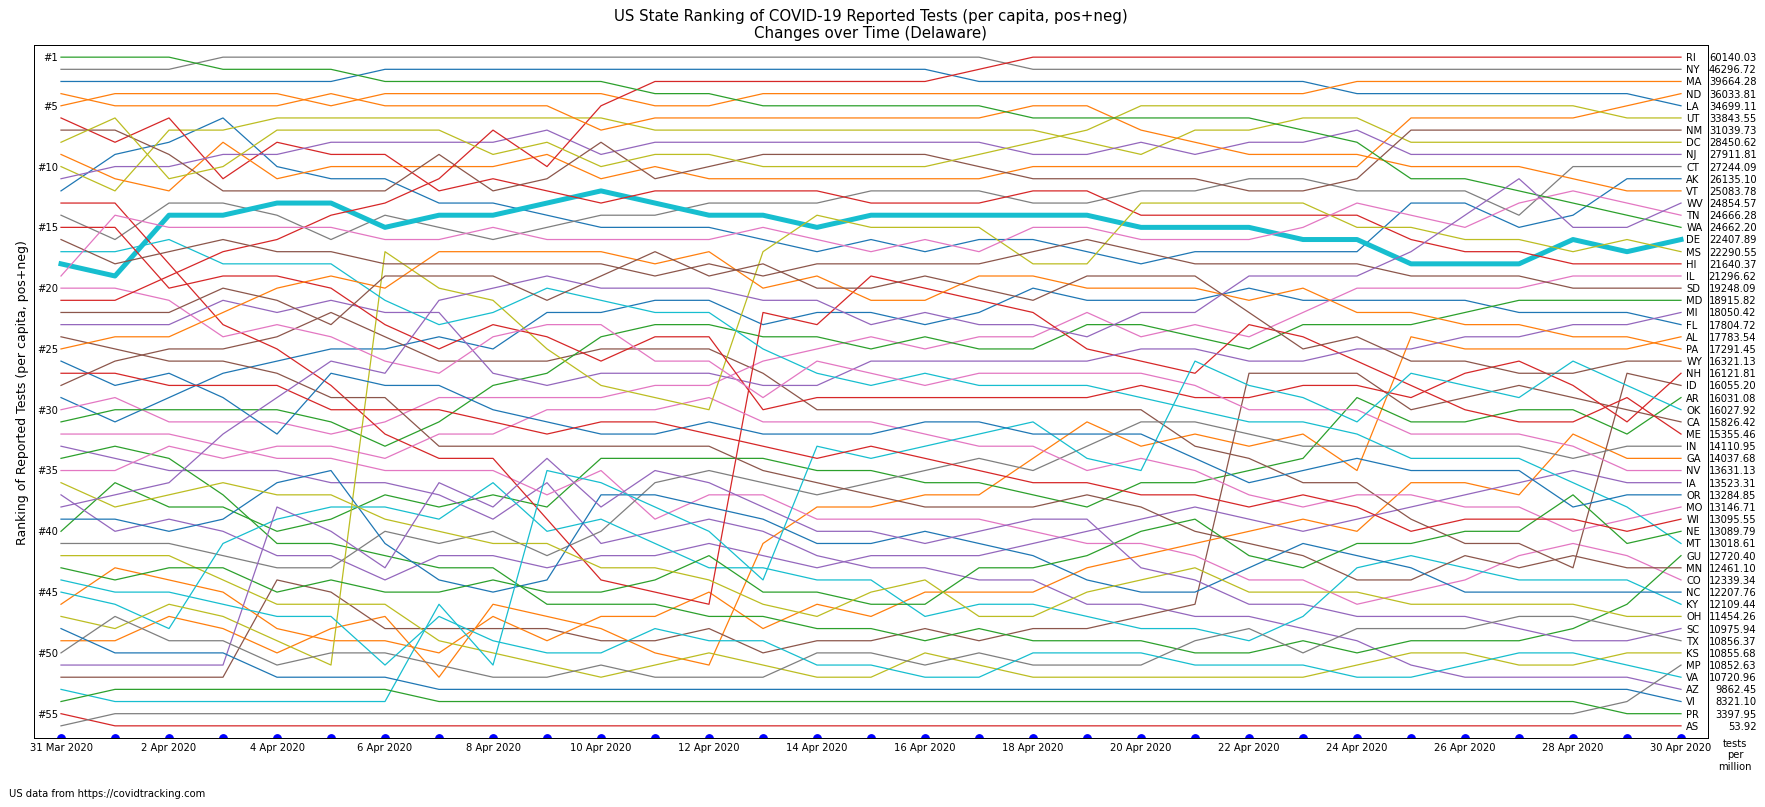 US State Ranking of COVID-19 Reported Tests (per capita, pos+neg)
Changes over Time (Delaware)
Ranking of Reported Tests (per capita, pos+neg)
#1
#5
#10
#15
#20
#25
#30
#35
#40
#45
#50
#55
RI 60140.03
NY 46296.72
MA 39664.28
ND 36033.81
LA 34699.11
UT 33843.55
NM 31039.73
DC 28450.62
NJ 27911.81
CT 27244.09
AK 26135.10
VT 25083.78
WV 24854.57
TN 24666.28
WA 24662.20
DE 22407.89
MS 22290.55
HI 21640.37
IL 21296.62
SD 19248.09
MD 18915.82
MI 18050.42
FL 17804.72
AL 17783.54
PA 17291.45
WY 16321.13
NH 16121.81
ID 16055.20
AR 16031.08
OK 16027.92
CA 15826.42
ME 15355.46
IN 14110.95
GA 14037.68
NV 13631.13
IA 13523.31
OR 13284.85
MO 13146.71
WI 13095.55
NE 13089.79
MT 13018.61
GU 12720.40
MN 12461.10
CO 12339.34
NC 12207.76
KY 12109.44
OH 11454.26
SC 10975.94
TX 10856.37
KS 10855.68
MP 10852.63
VA 10720.96
AZ 9862.45
VI 8321.10
PR 3397.95
AS 53.92
31 Mar 2020 2 Apr 2020 4 Apr 2020 6 Apr 2020 8 Apr 2020 10 Apr 2020 12 Apr 2020 14 Apr 2020 16 Apr 2020 18 Apr 2020 20 Apr 2020 22 Apr 2020 24 Apr 2020 26 Apr 2020 28 Apr 2020 30 Apr 2020
tests
per
million
US data from https://covidtracking.com